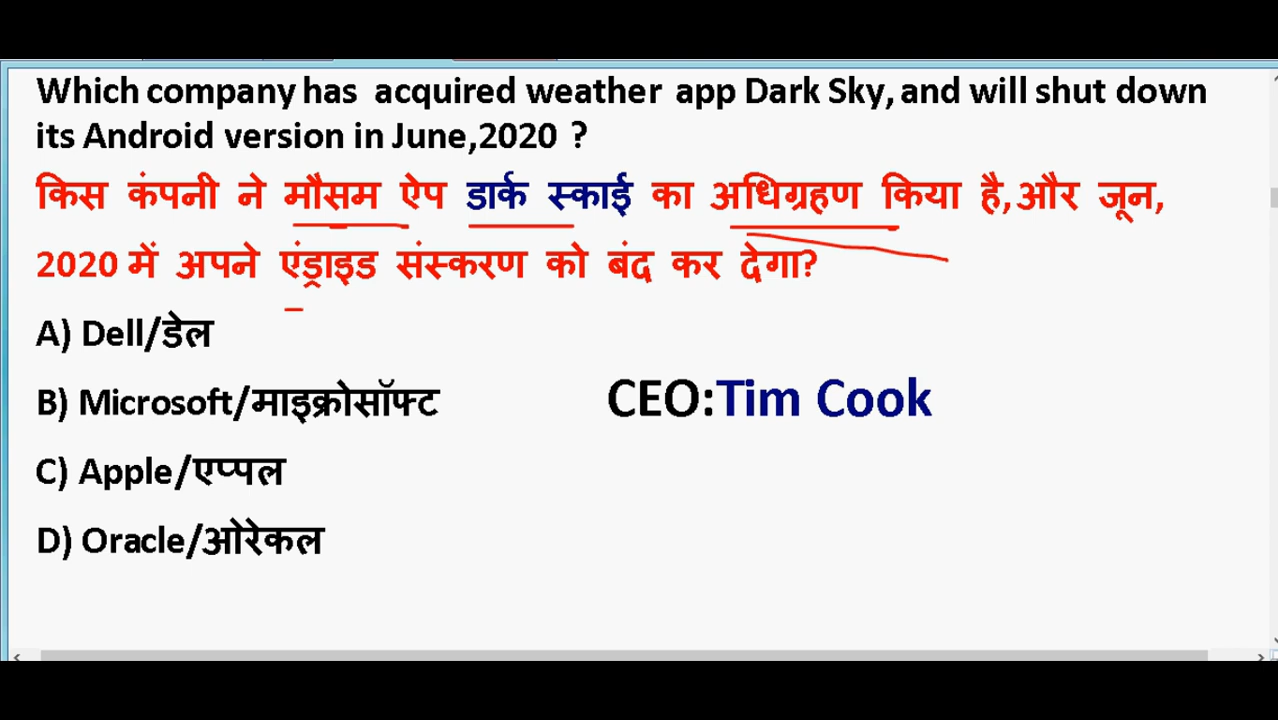 Which company has acquired weather app Dark Sky, and will shut down
its Android version in June,2020 ?
किस कंपनी ने मौसम ऐप डार्क स्काई का अधिग्रहण किया है,और जून,
2020 में अपने एंड्राइड संस्करण को बंद कर देगा?
A) Dell/डेल
B) Microsoft/माइक्रोसॉफ्ट
CEO:Tim Cook
C) Apple/एप्पल
D) Oracle/ओरेकल